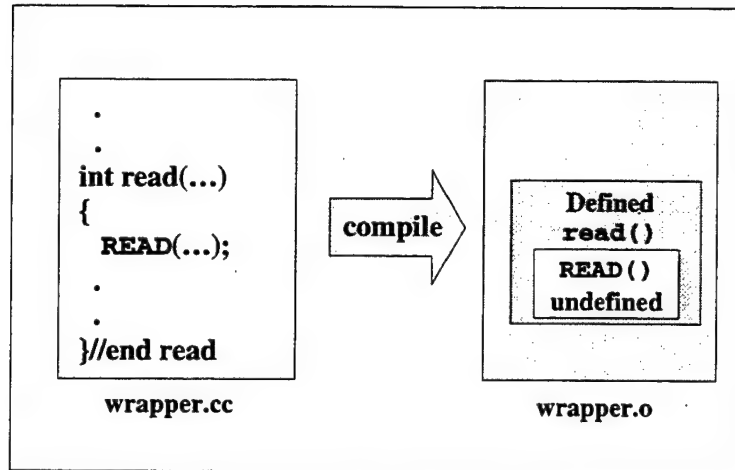 .
.
int read(...)
{
READ(...);
.
.
}//end read
wrapper.cc
compile
Defined
read()
READ()
undefined
wrapper.o